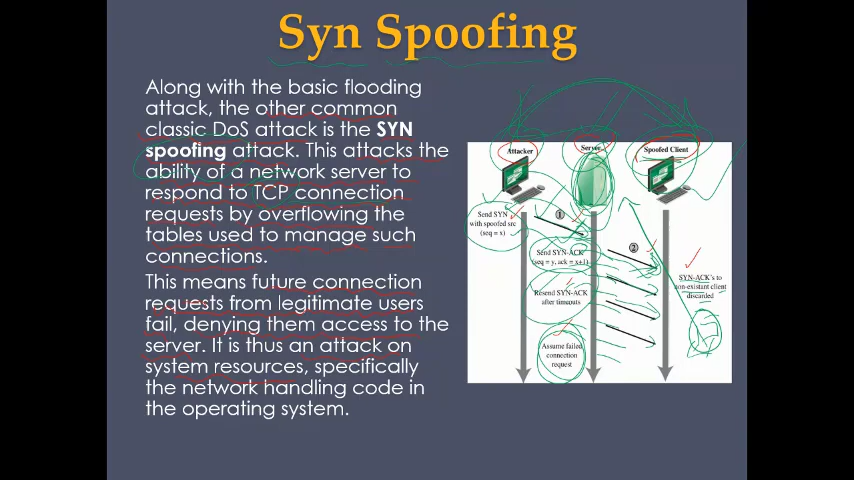 Syn Spoofing
Along with the basic flooding
attack, the other common
classic DoS attack is the SYN
spoofing attack. This attacks the
ability of a network server to
respond to TCP connection
requests by overflowing the
tables used to manage such
connections.
This means future connection
requests from legitimate users
fail, denying them access to the
server. It is thus an attack on
system resources, specifically
the network handling code in
the operating system.
Attacker
Server
Spoofed Client
Send SYN
with spoofed src
(seq = x)
1
Send SYN-ACK
(seq = y, ack = x+1)
2
Resend SYN-ACK
after timeouts
SYN-ACK's to
non-existant client
discarded
Assume failed
connection
request